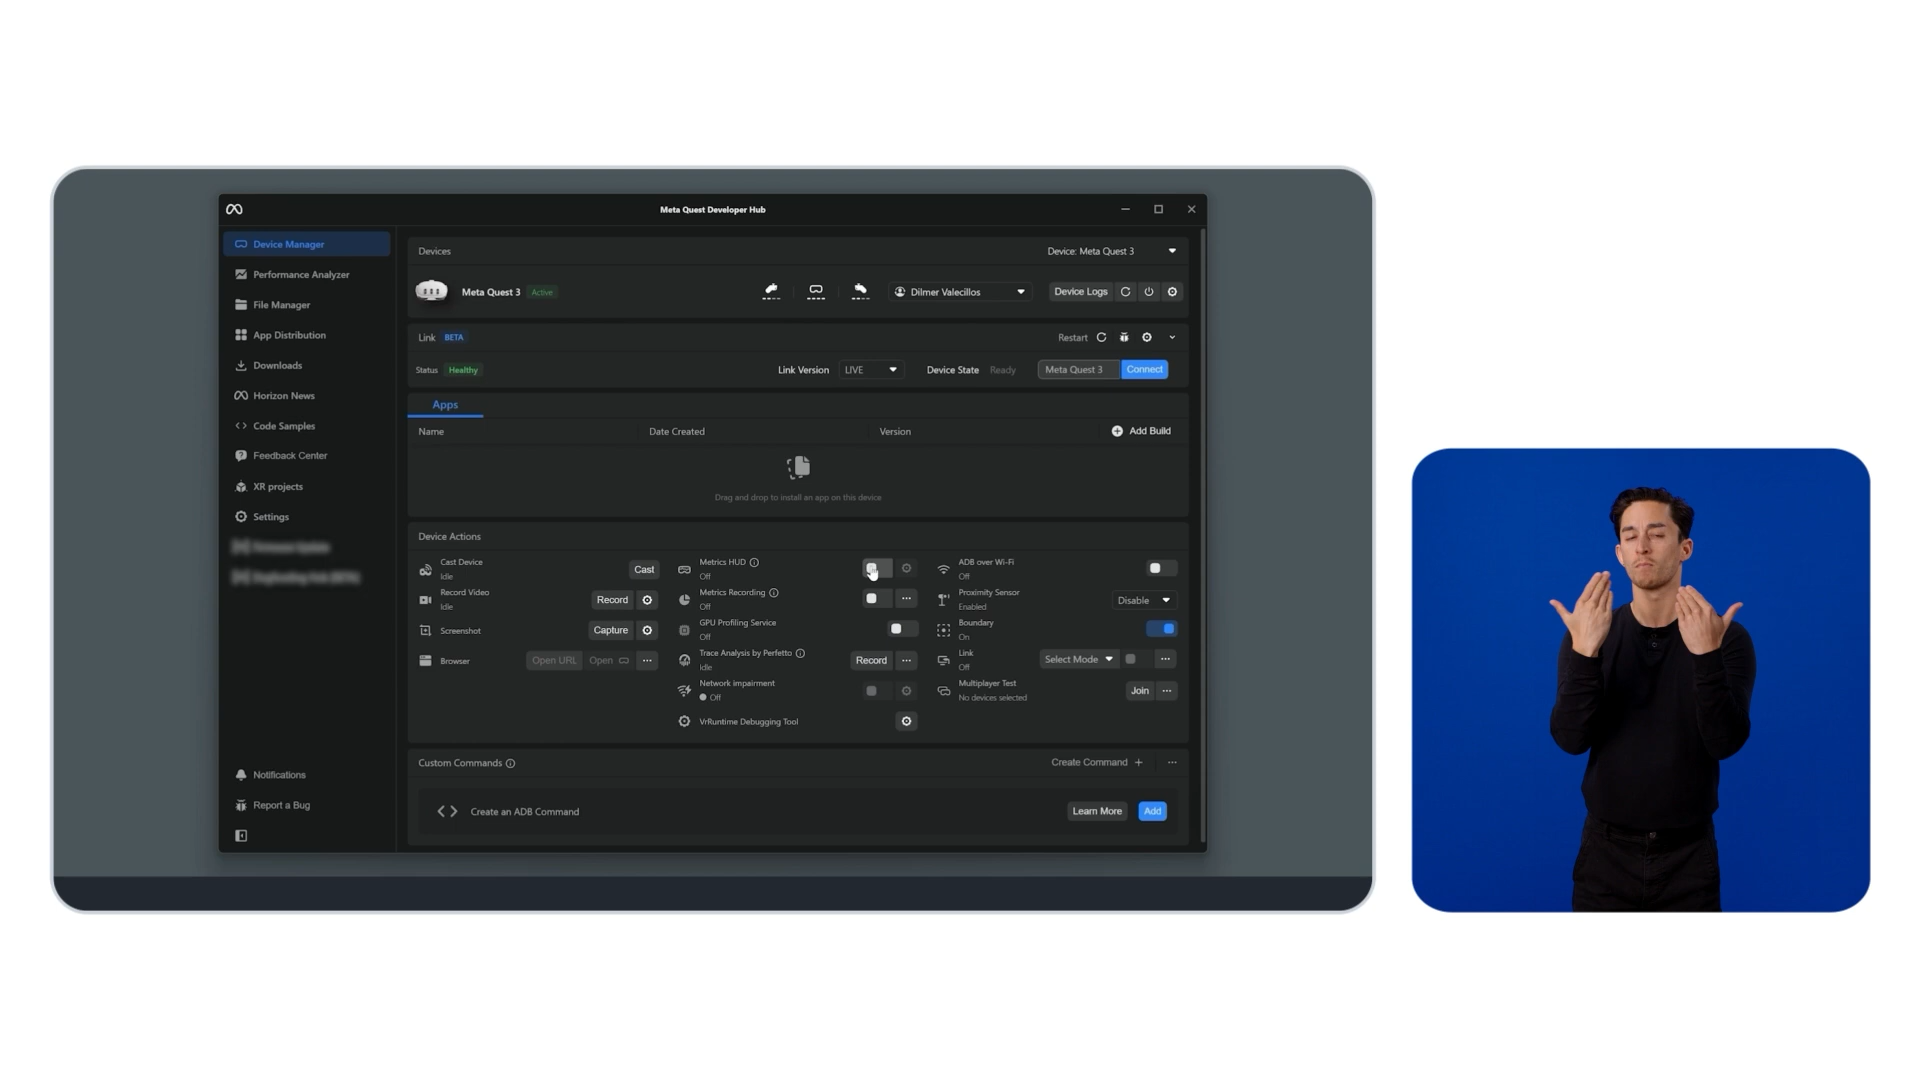 Meta Quest Developer Hub
Device Manager
Performance Analyzer
File Manager
App Distribution
Downloads
Horizon News
Code Samples
Feedback Center
XR projects
Settings
Notifications
Report a Bug
Devices
Device: Meta Quest 3
Meta Quest 3 Active
Dilmer Valecillos
Device Logs
Link BETA
Restart
Status Healthy
Link Version LIVE
Device State Ready
Meta Quest 3 Connect
Apps
Name Date Created Version Add Build
Drag and drop to install an app on this device
Device Actions
Cast Device
Idle
Cast
Record Video
Idle
Record
Screenshot
Capture
Browser
Open URL Open
Metrics HUD
Off
Metrics Recording
Off
GPU Profiling Service
Off
Trace Analysis by Perfetto
Idle
Record
Network impairment
Off
VrRuntime Debugging Tool
ADB over Wi-Fi
Off
Proximity Sensor
Enabled
Disable
Boundary
On
Link
Off
Select Mode
Multiplayer Test
No devices selected
Join
Custom Commands
Create Command +
Create an ADB Command
Learn More
Add